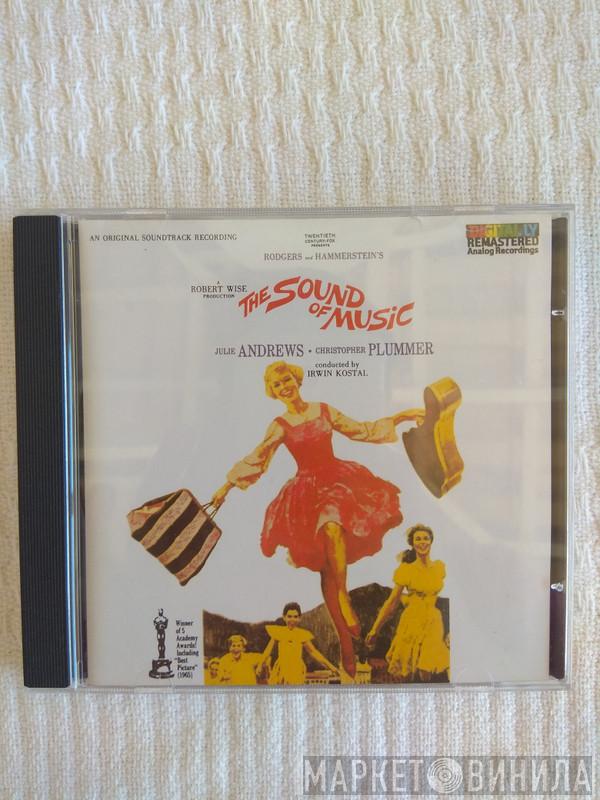 AN ORIGINAL SOUNDTRACK RECORDING
TWENTIETH
CENTURY-FOX
PRESENTS
DIGITALLY
REMASTERED
Analog Recordings
RODGERS and HAMMERSTEIN'S
A
ROBERT WISE
PRODUCTION
THE SOUND
OF MUSIC
JULIE ANDREWS • CHRISTOPHER PLUMMER
conducted by
IRWIN KOSTAL
Winner
of 5
Academy
Awards!
Including
"Best
Picture"
(1965)
МАРКЕТ ВИНИЛА